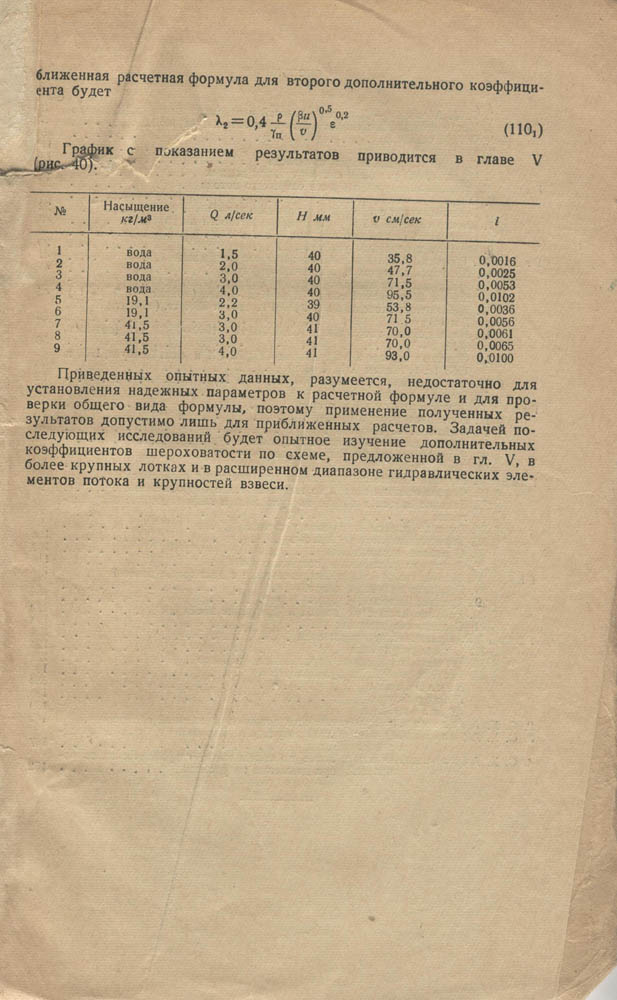 ближенная расчетная формула для второго дополнительного коэффици-
ента будет
λ₂ = 0,4 ρ/γп (βu/v)^0,5 ε^0,2 (110₁)
График с показанием результатов приводится в главе V
(рис. 40).
№ Насыщение кг/м³ Q л/сек H мм v см/сек i
1 вода 1,5 40 35,8 0,0016
2 вода 2,0 40 47,7 0,0025
3 вода 3,0 40 71,5 0,0053
4 вода 4,0 40 95,5 0,0102
5 19,1 2,2 39 53,8 0,0036
6 19,1 3,0 40 71 5 0,0056
7 41,5 3,0 41 70,0 0,0061
8 41,5 3,0 41 70,0 0,0065
9 41,5 4,0 41 93,0 0,0100
Приведенных опытных данных, разумеется, недостаточно для
установления надежных параметров к расчетной формуле и для про-
верки общего вида формулы, поэтому применение полученных ре-
зультатов допустимо лишь для приближенных расчетов. Задачей по-
следующих исследований будет опытное изучение дополнительных
коэффициентов шероховатости по схеме, предложенной в гл. V, в
более крупных лотках и в расширенном диапазоне гидравлических эле-
ментов потока и крупностей взвеси.